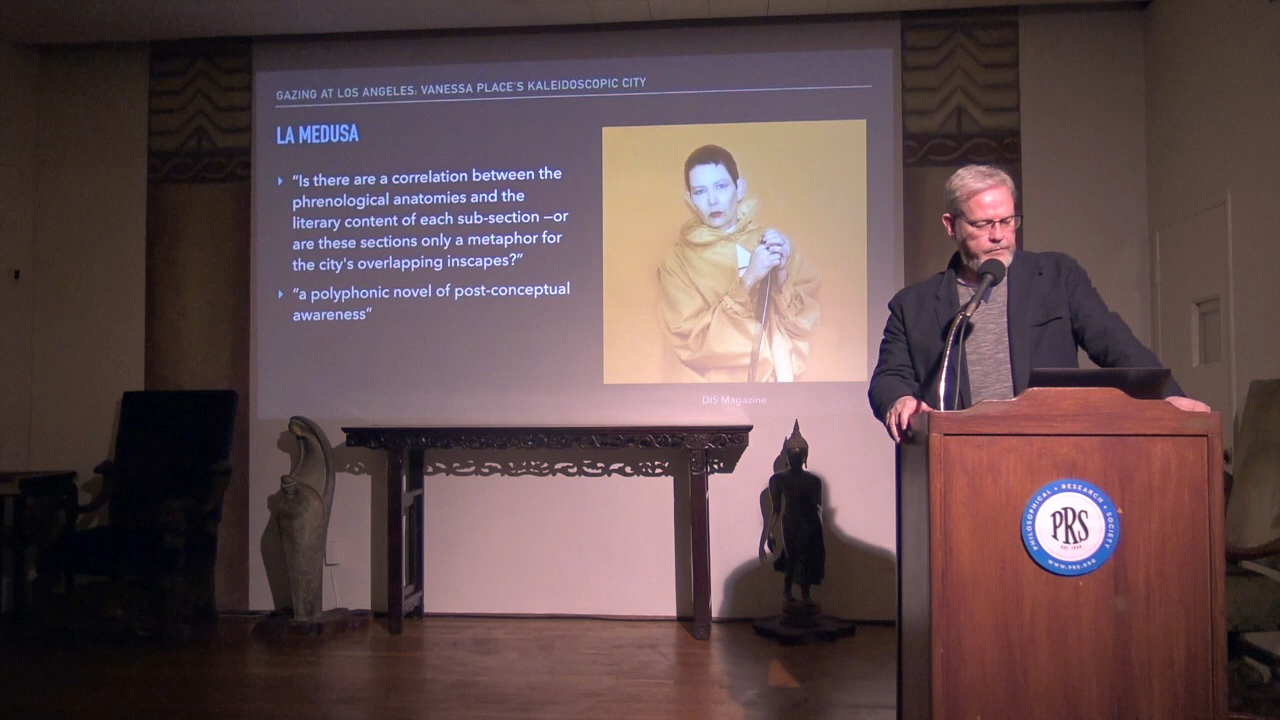 GAZING AT LOS ANGELES: VANESSA PLACE'S KALEIDOSCOPIC CITY
LA MEDUSA
"Is there are a correlation between the
phrenological anatomies and the
literary content of each sub-section —or
are these sections only a metaphor for
the city's overlapping inscapes?"
"a polyphonic novel of post-conceptual
awareness"
DIS Magazine
PHILOSOPHICAL • RESEARCH • SOCIETY
PRS
WWW.PRS.ORG